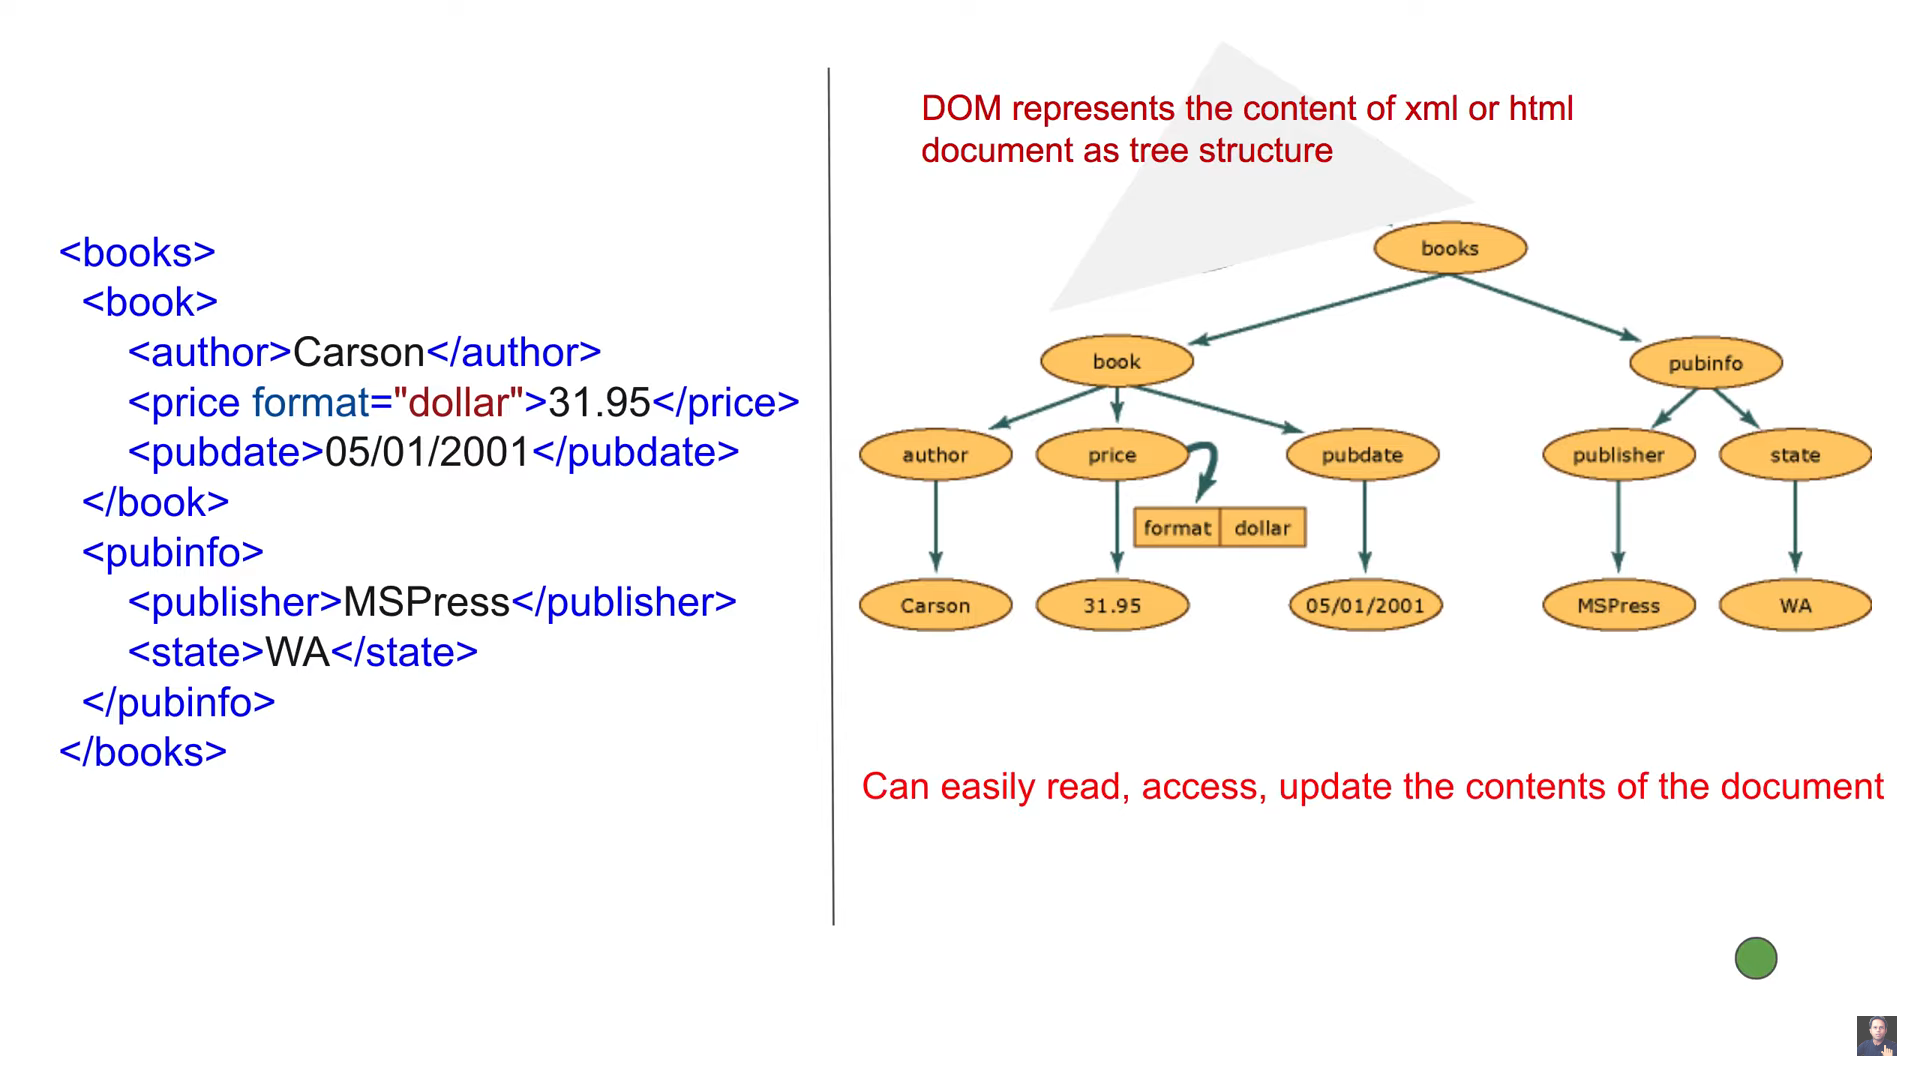 <books>
<book>
<author>Carson</author>
<price format="dollar">31.95</price>
<pubdate>05/01/2001</pubdate>
</book>
<pubinfo>
<publisher>MSPress</publisher>
<state>WA</state>
</pubinfo>
</books>
DOM represents the content of xml or html
document as tree structure
books
book
pubinfo
author
price
pubdate
publisher
state
format dollar
Carson
31.95
05/01/2001
MSPress
WA
Can easily read, access, update the contents of the document